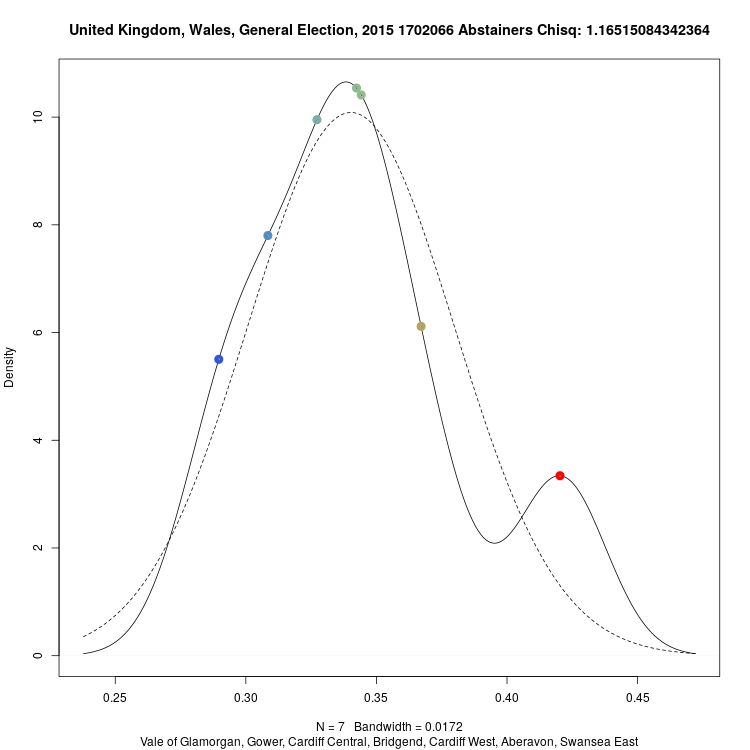 United Kingdom, Wales, General Election, 2015 1702066 Abstainers Chisq: 1.16515084342364
10
8
6
4
2
0
Density
0.25 0.30 0.35 0.40 0.45
N = 7 Bandwidth = 0.0172
Vale of Glamorgan, Gower, Cardiff Central, Bridgend, Cardiff West, Aberavon, Swansea East